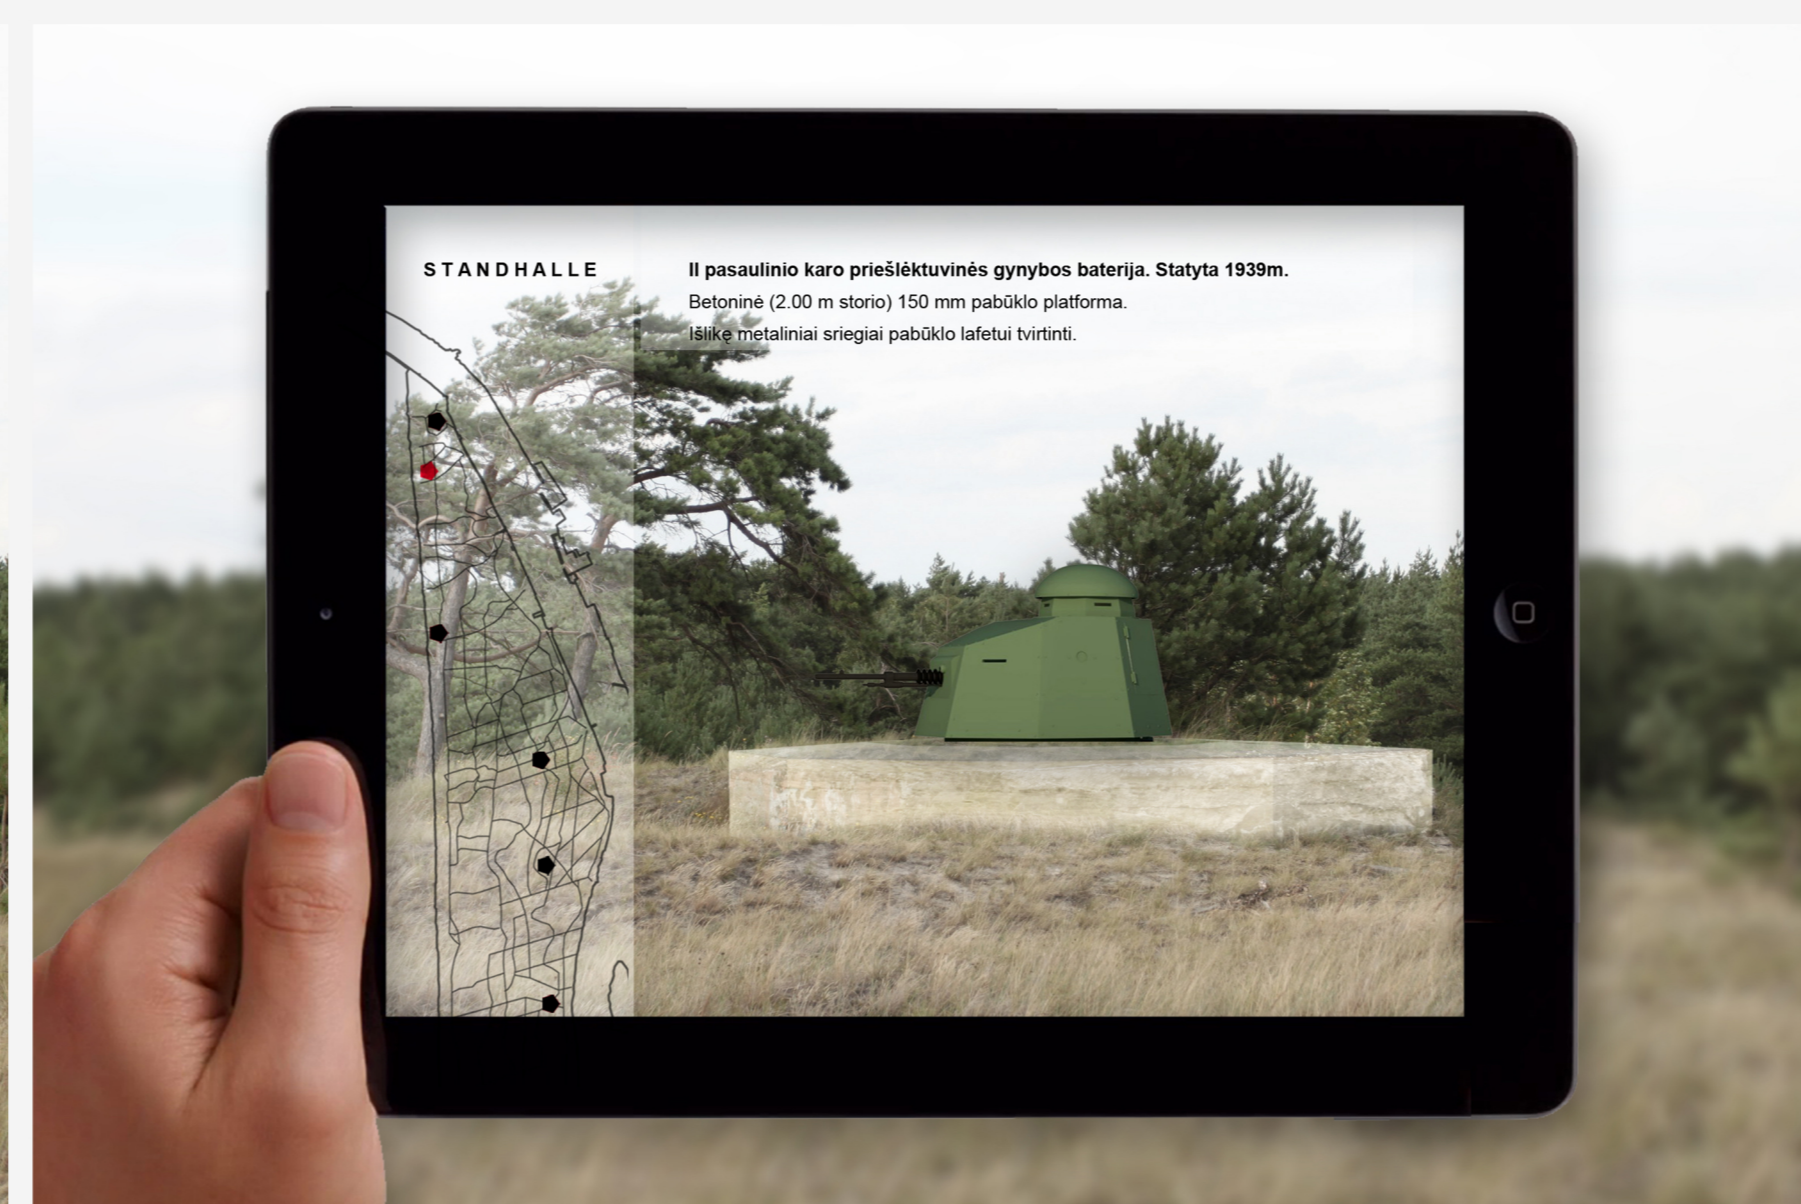 STANDHALLE
II pasaulinio karo priešlėktuvinės gynybos baterija. Statyta 1939m.
Betoninė (2.00 m storio) 150 mm pabūklo platforma.
Išlikę metaliniai sriegiai pabūklo lafetui tvirtinti.